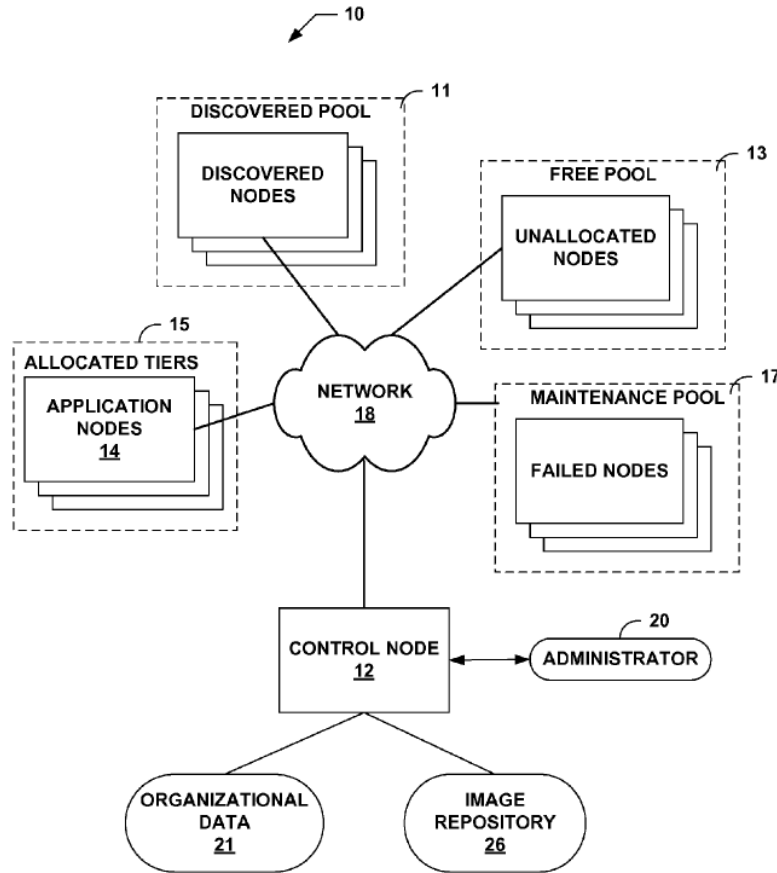 10
11
DISCOVERED POOL
DISCOVERED
NODES
13
FREE POOL
UNALLOCATED
NODES
15
ALLOCATED TIERS
APPLICATION
NODES
14
NETWORK
18
17
MAINTENANCE POOL
FAILED NODES
CONTROL NODE
12
20
ADMINISTRATOR
ORGANIZATIONAL
DATA
21
IMAGE
REPOSITORY
26